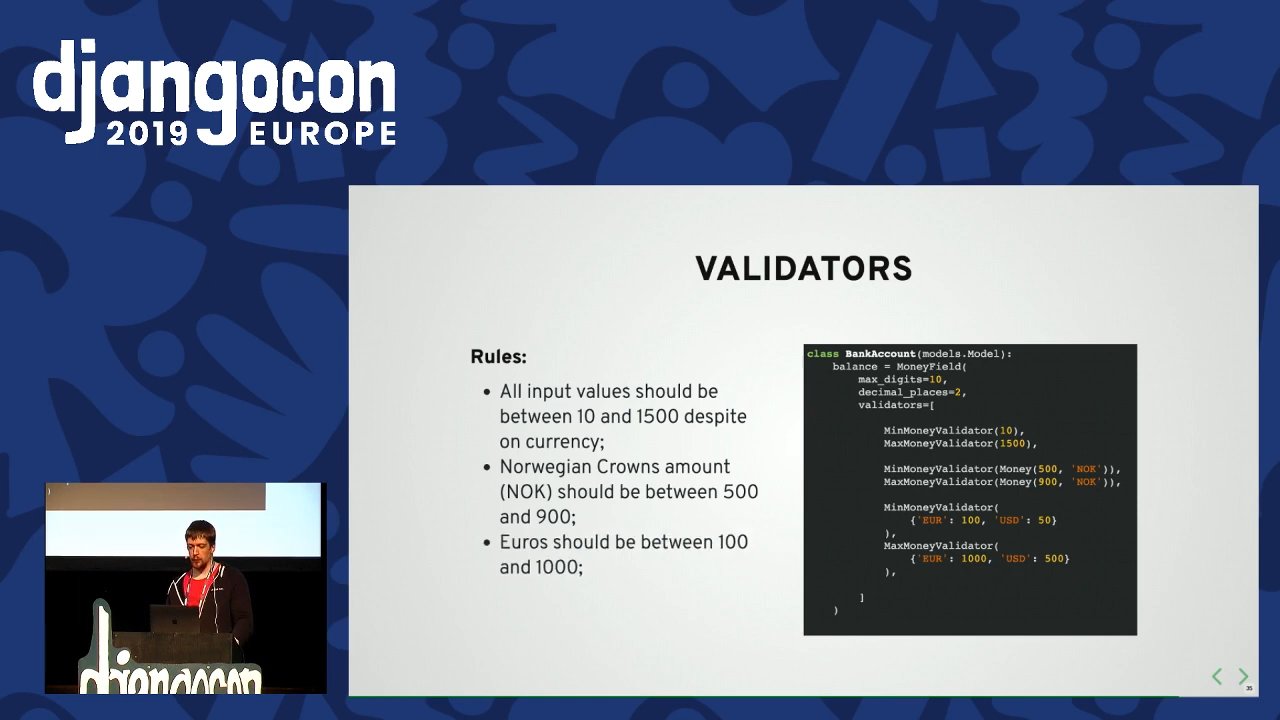 djangocon
2019 EUROPE
VALIDATORS
Rules:
All input values should be
between 10 and 1500 despite
on currency;
Norwegian Crowns amount
(NOK) should be between 500
and 900;
Euros should be between 100
and 1000;
class BankAccount(models.Model):
balance = MoneyField(
max_digits=10,
decimal_places=2,
validators=[
MinMoneyValidator(10),
MaxMoneyValidator(1500),
MinMoneyValidator(Money(500, 'NOK')),
MaxMoneyValidator(Money(900, 'NOK')),
MinMoneyValidator(
{'EUR': 100, 'USD': 50}
),
MaxMoneyValidator(
{'EUR': 1000, 'USD': 500}
),
]
)
35
)
djangocon